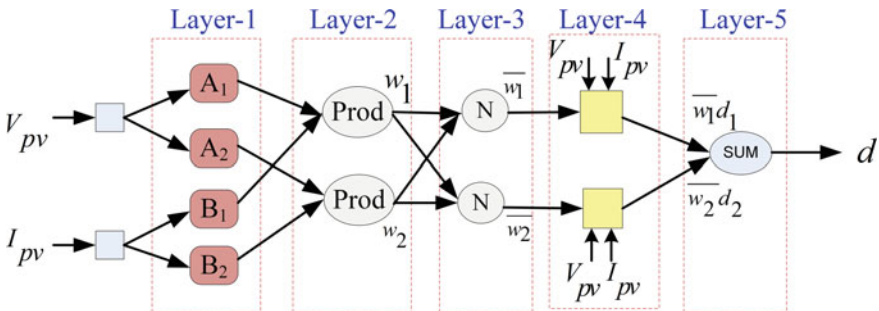 Layer-1 Layer-2 Layer-3 Layer-4 Layer-5
V_pv I_pv
A₁ w₁ w̅₁
Prod N w̅₁d₁
V_pv
A₂ SUM d
B₁ Prod N
w₂ w̅₂ w̅₂d₂
I_pv
B₂
V_pv I_pv